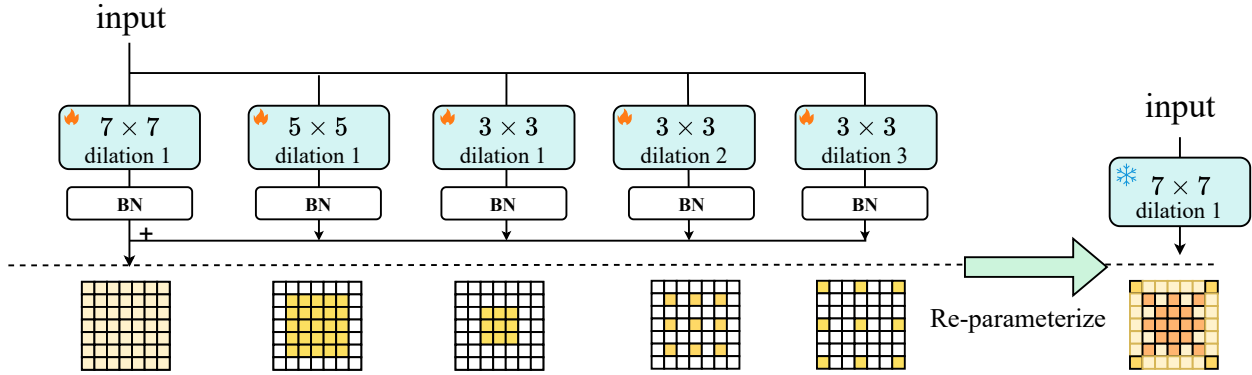 input
7 × 7
dilation 1
5 × 5
dilation 1
3 × 3
dilation 1
3 × 3
dilation 2
3 × 3
dilation 3
BN
BN
BN
BN
BN
+
input
7 × 7
dilation 1
Re-parameterize